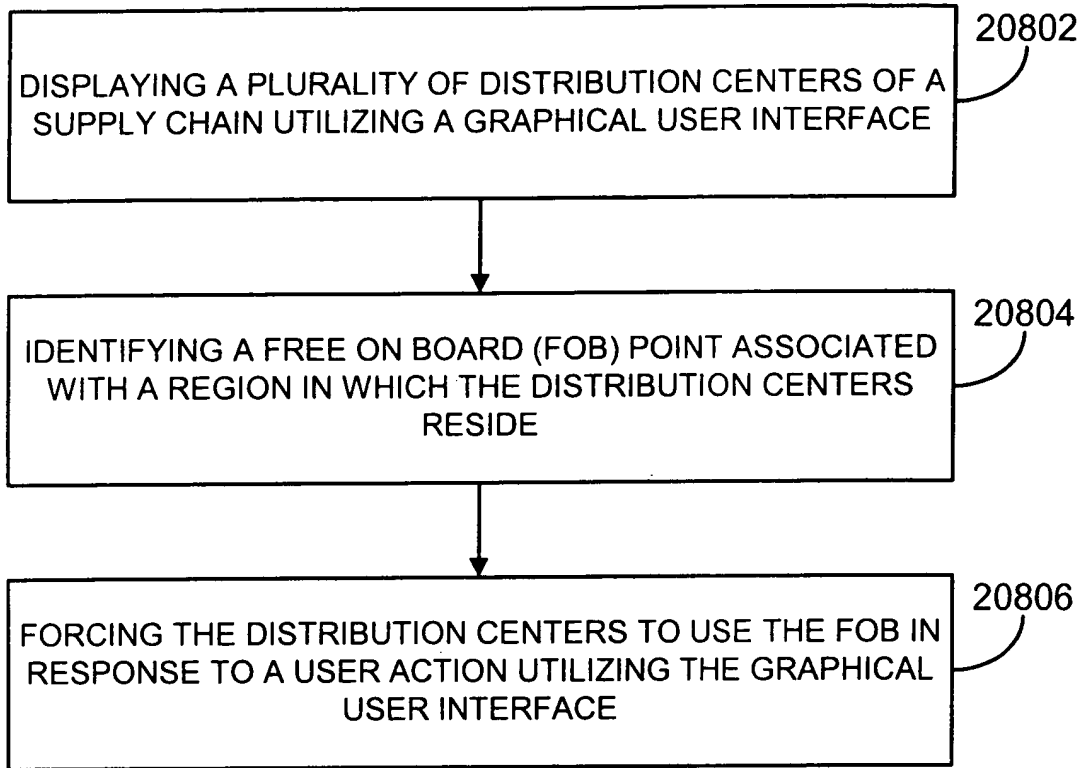 20802
DISPLAYING A PLURALITY OF DISTRIBUTION CENTERS OF A
SUPPLY CHAIN UTILIZING A GRAPHICAL USER INTERFACE
20804
IDENTIFYING A FREE ON BOARD (FOB) POINT ASSOCIATED
WITH A REGION IN WHICH THE DISTRIBUTION CENTERS
RESIDE
20806
FORCING THE DISTRIBUTION CENTERS TO USE THE FOB IN
RESPONSE TO A USER ACTION UTILIZING THE GRAPHICAL
USER INTERFACE